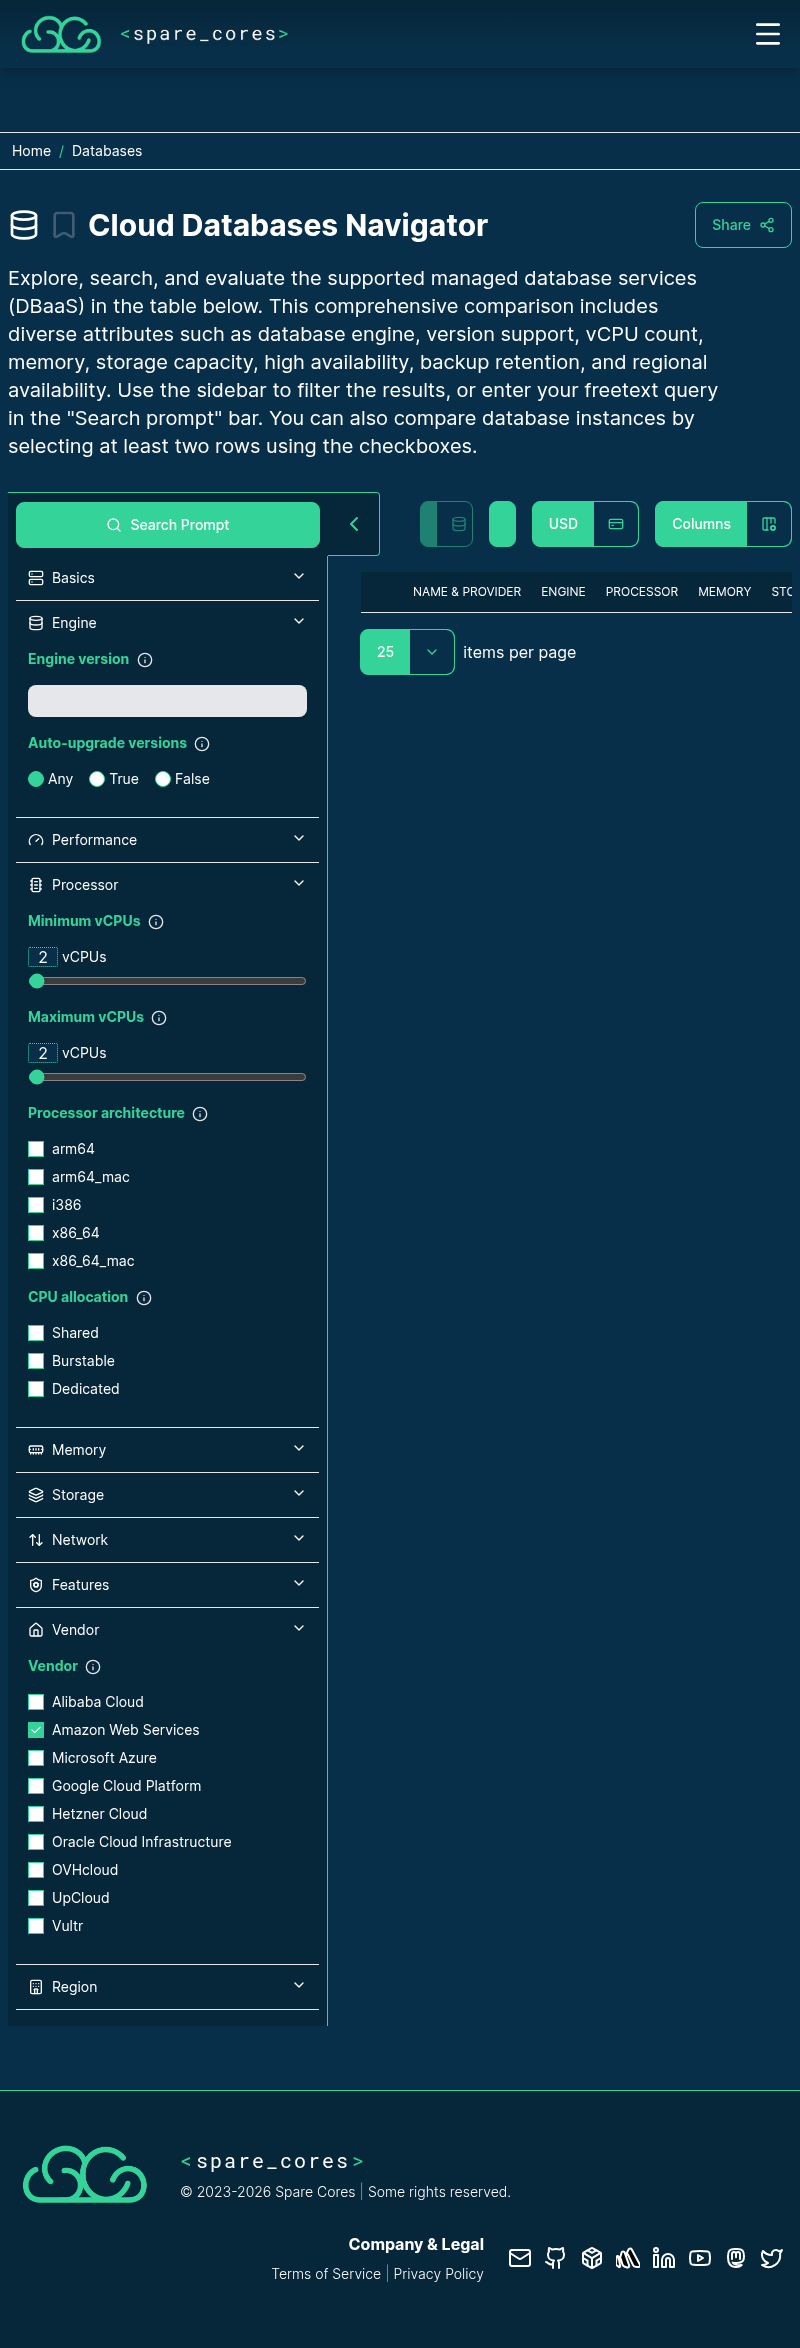 <spare_cores>
Home / Databases
Cloud Databases Navigator
Share
Explore, search, and evaluate the supported managed database services
(DBaaS) in the table below. This comprehensive comparison includes
diverse attributes such as database engine, version support, vCPU count,
memory, storage capacity, high availability, backup retention, and regional
availability. Use the sidebar to filter the results, or enter your freetext query
in the "Search prompt" bar. You can also compare database instances by
selecting at least two rows using the checkboxes.
Search Prompt
USD
Columns
NAME & PROVIDER ENGINE PROCESSOR MEMORY STO
25 items per page
Basics
Engine
Engine version
Auto-upgrade versions
Any True False
Performance
Processor
Minimum vCPUs
2 vCPUs
Maximum vCPUs
2 vCPUs
Processor architecture
arm64
arm64_mac
i386
x86_64
x86_64_mac
CPU allocation
Shared
Burstable
Dedicated
Memory
Storage
Network
Features
Vendor
Vendor
Alibaba Cloud
Amazon Web Services
Microsoft Azure
Google Cloud Platform
Hetzner Cloud
Oracle Cloud Infrastructure
OVHcloud
UpCloud
Vultr
Region
<spare_cores>
© 2023-2026 Spare Cores | Some rights reserved.
Company & Legal
Terms of Service | Privacy Policy